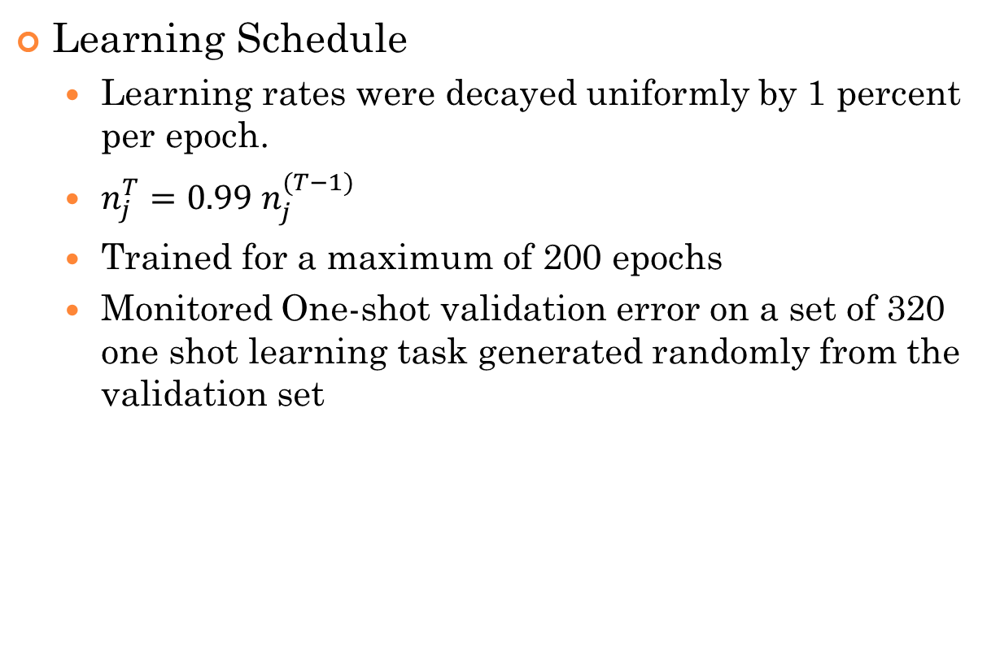 Learning Schedule
Learning rates were decayed uniformly by 1 percent
per epoch.
n_j^T = 0.99 n_j^(T−1)
Trained for a maximum of 200 epochs
Monitored One-shot validation error on a set of 320
one shot learning task generated randomly from the
validation set